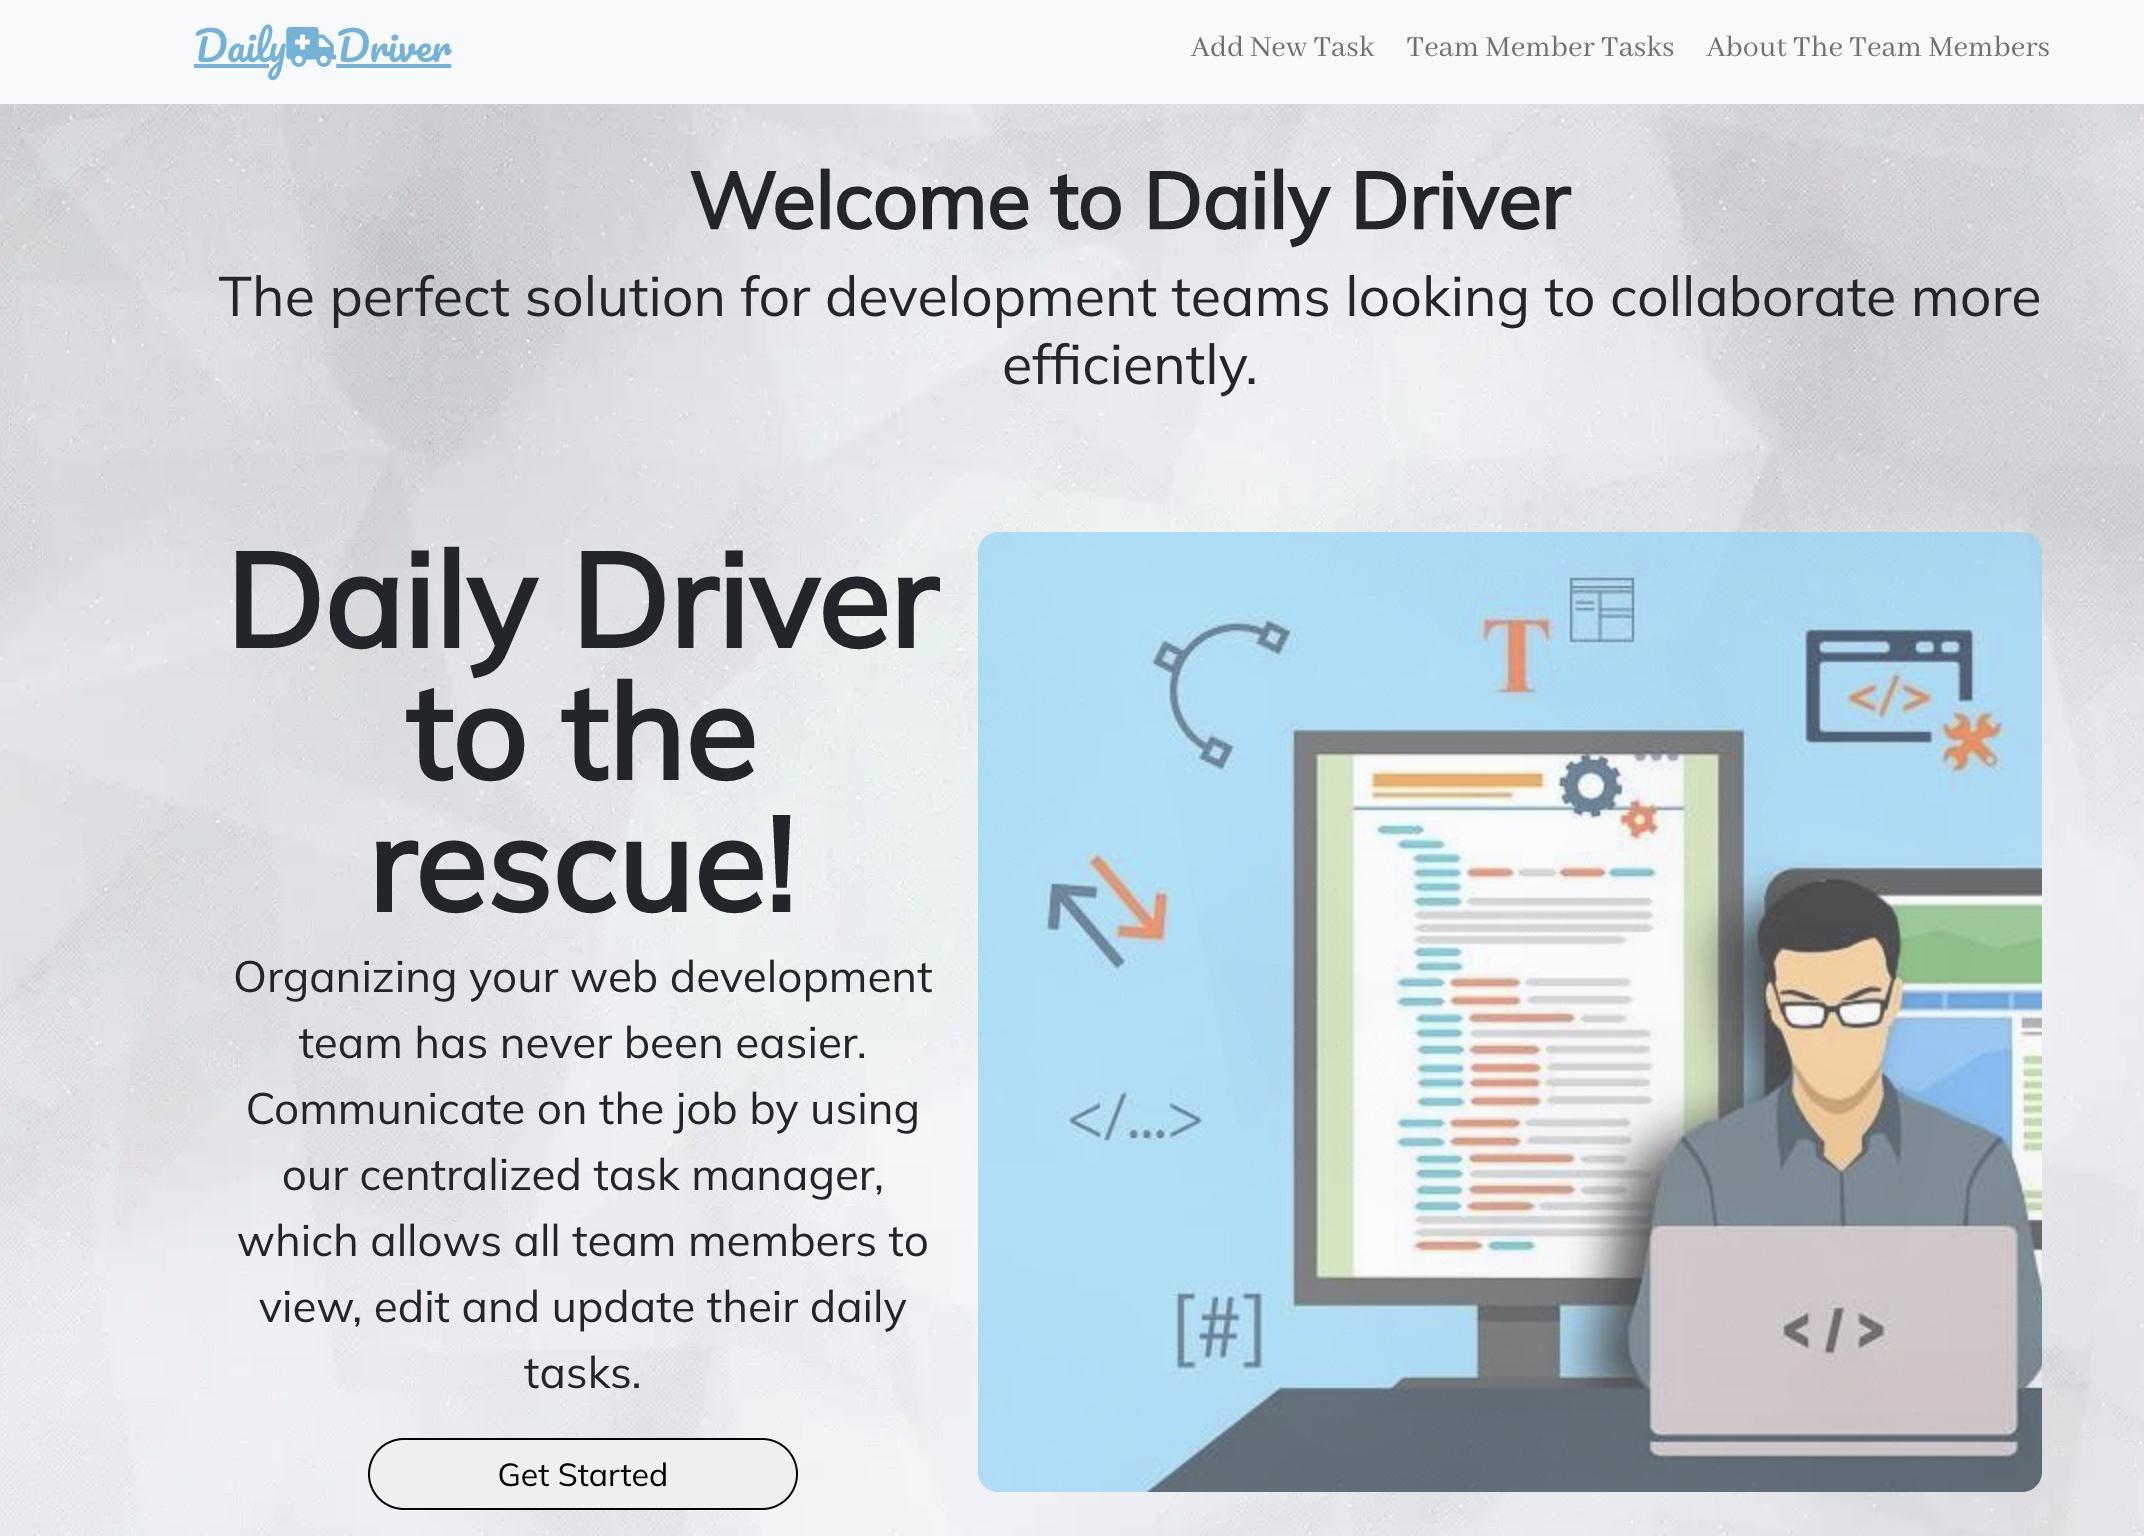 Daily Driver
Add New Task Team Member Tasks About The Team Members
Welcome to Daily Driver
The perfect solution for development teams looking to collaborate more
efficiently.
Daily Driver
to the
rescue!
Organizing your web development
team has never been easier.
Communicate on the job by using
our centralized task manager,
which allows all team members to
view, edit and update their daily
tasks.
Get Started
T
</>
</...>
[#]
</>